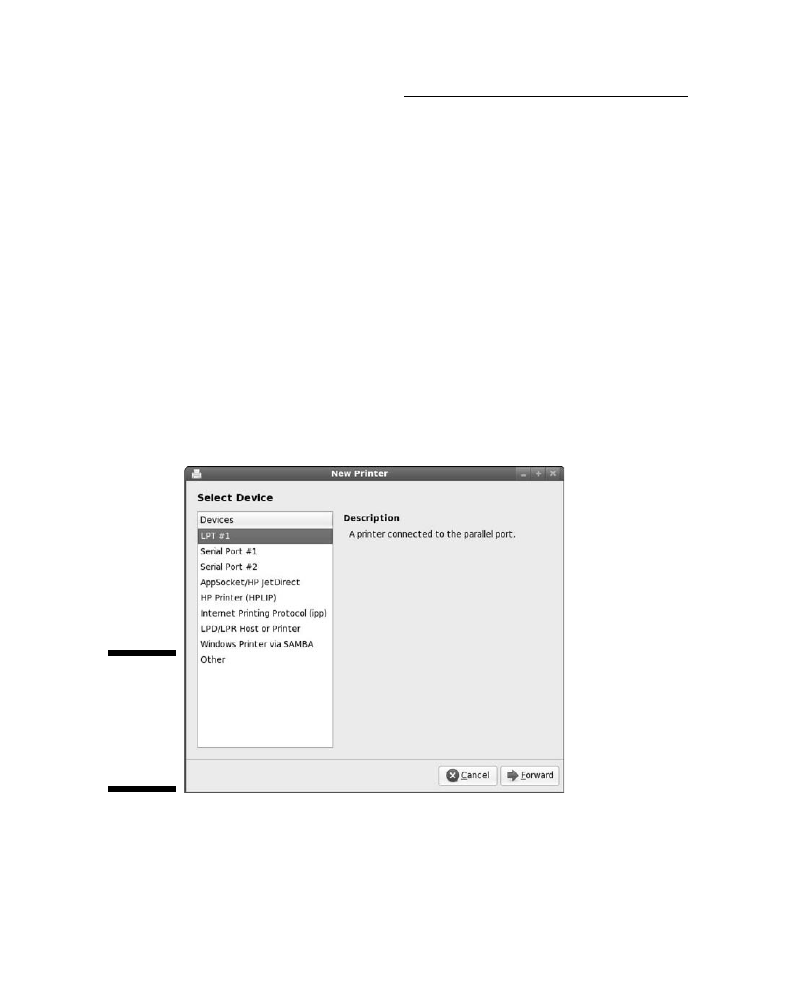 New Printer
Select Device
Devices
LPT #1
Serial Port #1
Serial Port #2
AppSocket/HP JetDirect
HP Printer (HPLIP)
Internet Printing Protocol (ipp)
LPD/LPR Host or Printer
Windows Printer via SAMBA
Other
Description
A printer connected to the parallel port.
Cancel
Forward